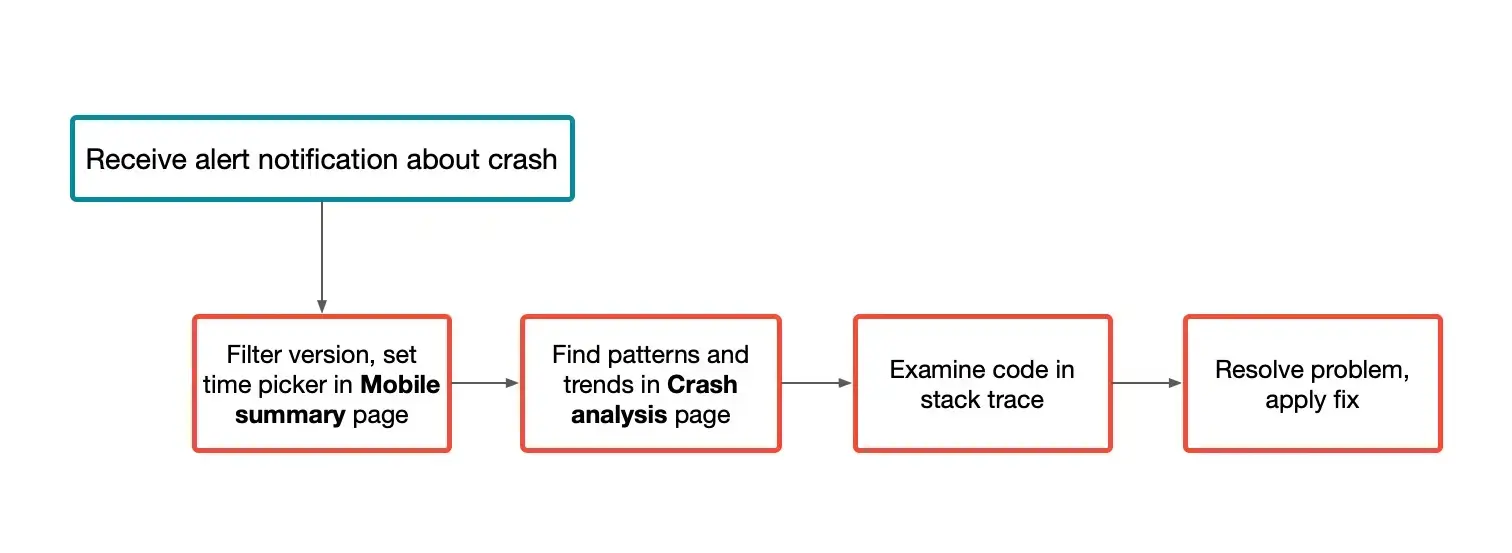 Receive alert notification about crash
Filter version, set
time picker in Mobile
summary page
Find patterns and
trends in Crash
analysis page
Examine code in
stack trace
Resolve problem,
apply fix